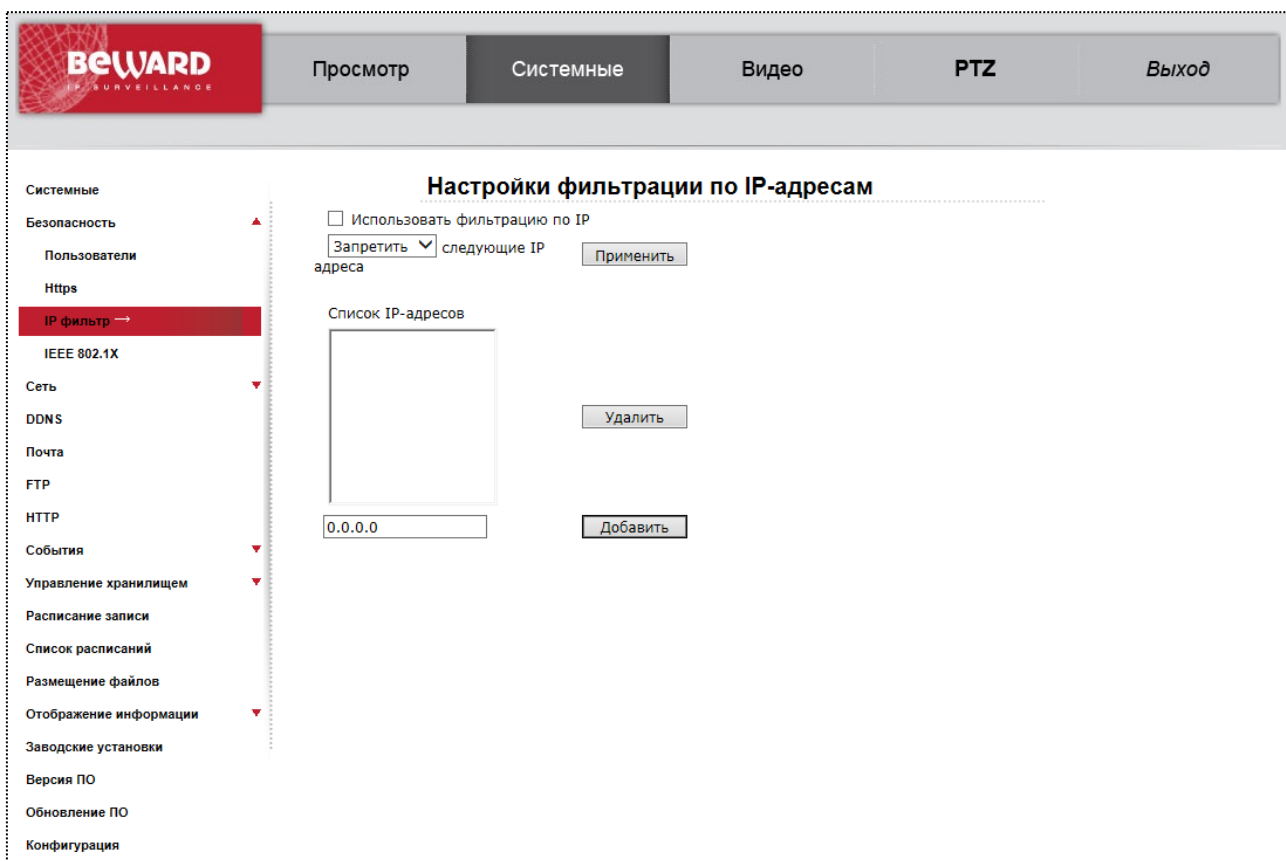 BEWARD
IP SURVEILLANCE
Просмотр
Системные
Видео
PTZ
Выход
Системные
Безопасность
Пользователи
Https
IP фильтр →
IEEE 802.1X
Сеть
DDNS
Почта
FTP
HTTP
События
Управление хранилищем
Расписание записи
Список расписаний
Размещение файлов
Отображение информации
Заводские установки
Версия ПО
Обновление ПО
Конфигурация
Настройки фильтрации по IP-адресам
Использовать фильтрацию по IP
Запретить следующие IP
адреса
Применить
Список IP-адресов
Удалить
0.0.0.0
Добавить